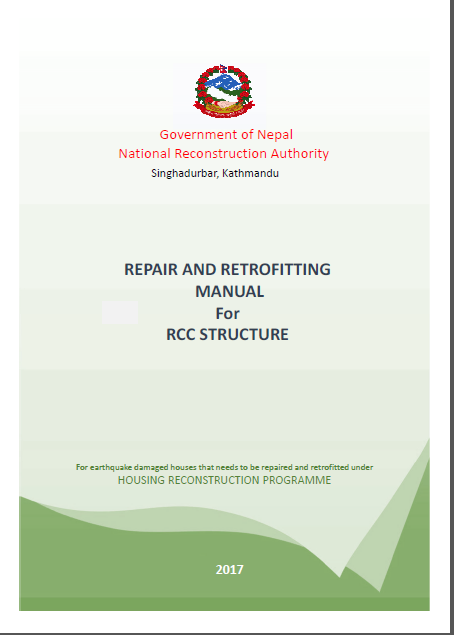 Government of Nepal
National Reconstruction Authority
Singhadurbar, Kathmandu
REPAIR AND RETROFITTING
MANUAL
For
RCC STRUCTURE
For earthquake damaged houses that needs to be repaired and retrofitted under
HOUSING RECONSTRUCTION PROGRAMME
2017